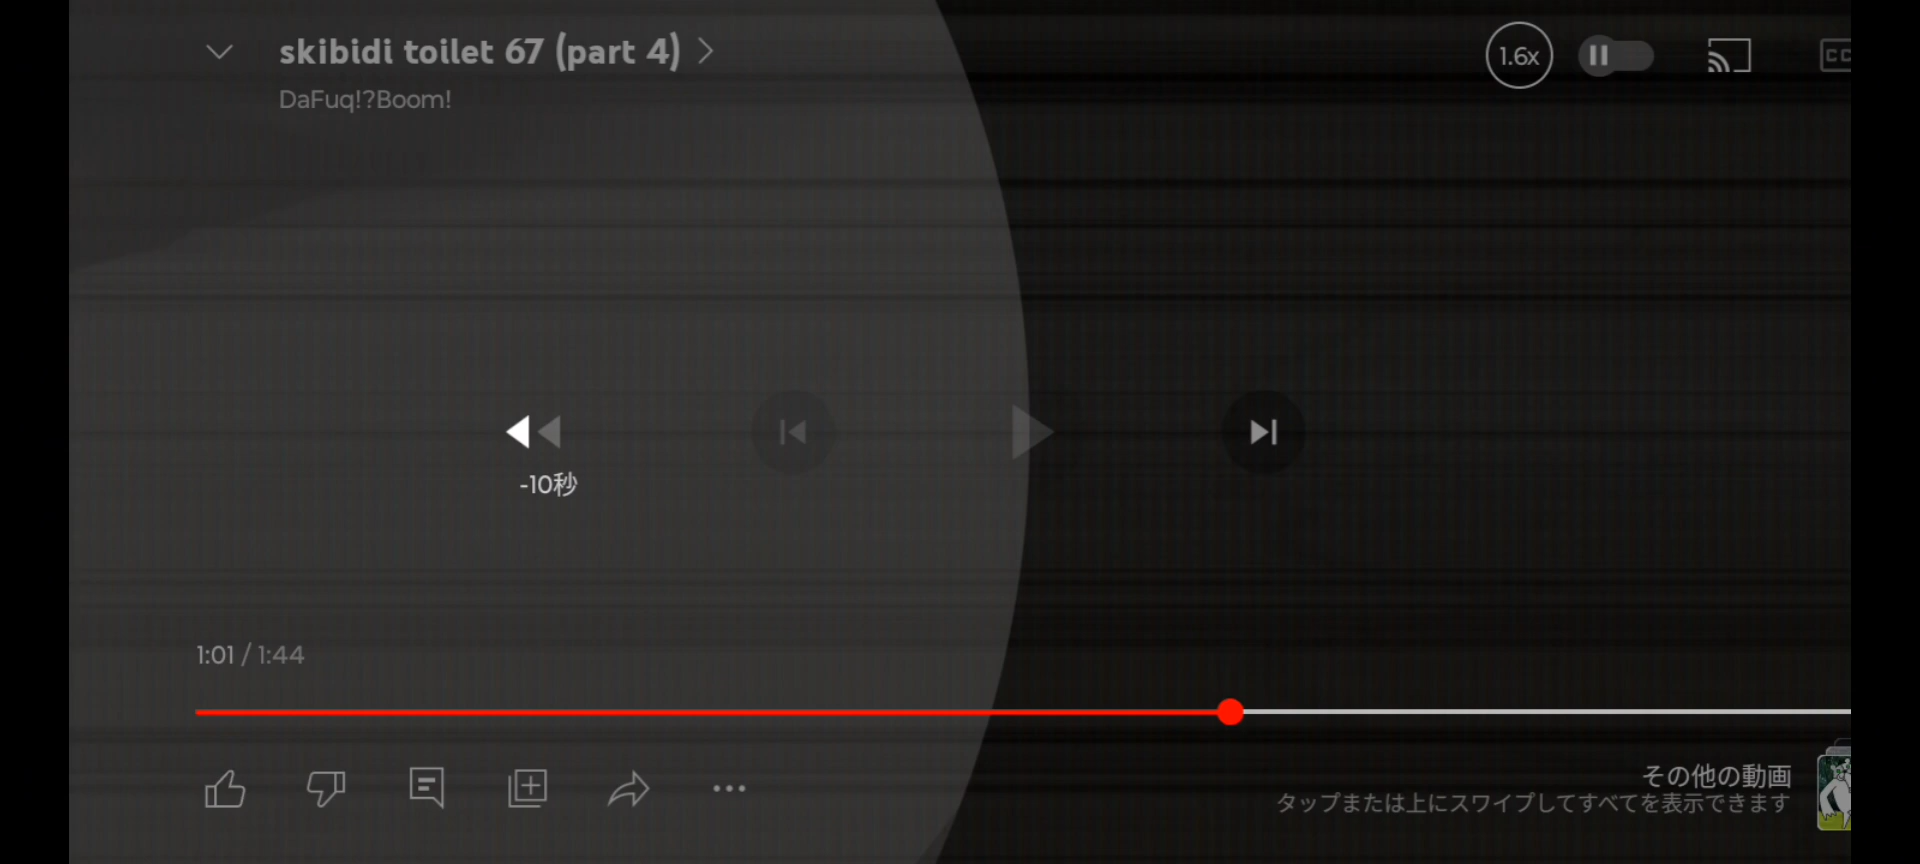 skibidi toilet 67 (part 4)
DaFuq!?Boom!
1.6x
CC
-10秒
1:01 / 1:44
その他の動画
タップまたは上にスワイプしてすべてを表示できます